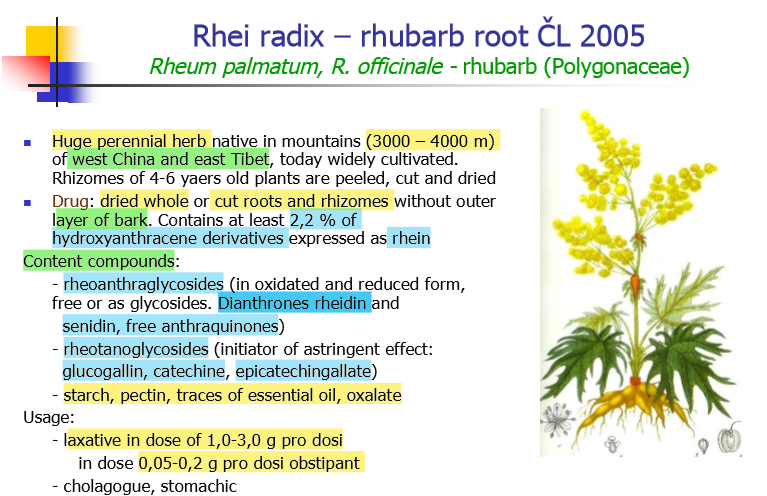 Rhei radix – rhubarb root ČL 2005
Rheum palmatum, R. officinale - rhubarb (Polygonaceae)
Huge perennial herb native in mountains (3000 – 4000 m)
of west China and east Tibet, today widely cultivated.
Rhizomes of 4-6 yaers old plants are peeled, cut and dried
Drug: dried whole or cut roots and rhizomes without outer
layer of bark. Contains at least 2,2 % of
hydroxyanthracene derivatives expressed as rhein
Content compounds:
- rheoanthraglycosides (in oxidated and reduced form,
free or as glycosides. Dianthrones rheidin and
senidin, free anthraquinones)
- rheotanoglycosides (initiator of astringent effect:
glucogallin, catechine, epicatechingallate)
- starch, pectin, traces of essential oil, oxalate
Usage:
- laxative in dose of 1,0-3,0 g pro dosi
in dose 0,05-0,2 g pro dosi obstipant
- cholagogue, stomachic